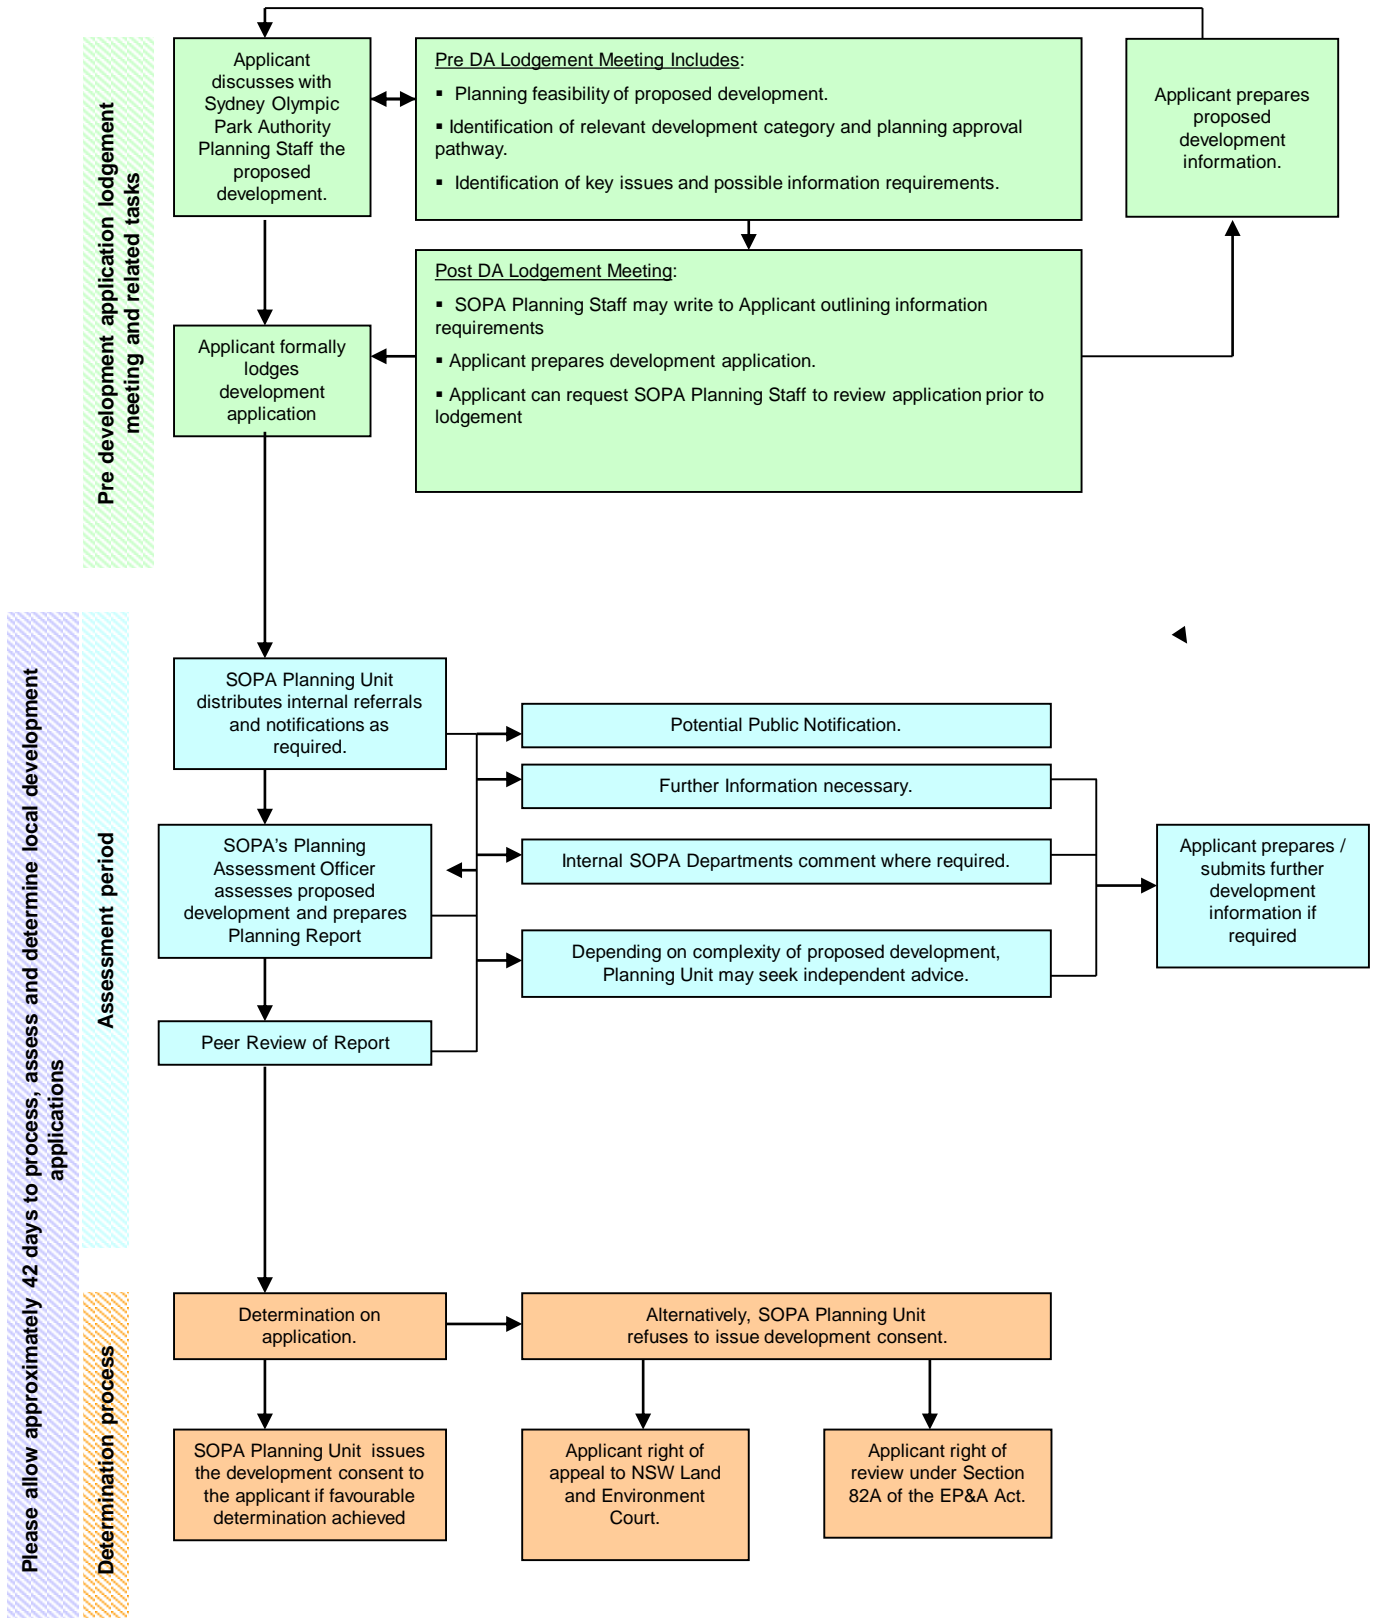 Pre development application lodgement
meeting and related tasks
Applicant
discusses with
Sydney Olympic
Park Authority
Planning Staff the
proposed
development.
Pre DA Lodgement Meeting Includes:
▪ Planning feasibility of proposed development.
▪ Identification of relevant development category and planning approval
pathway.
▪ Identification of key issues and possible information requirements.
Applicant prepares
proposed
development
information.
Post DA Lodgement Meeting:
▪ SOPA Planning Staff may write to Applicant outlining information
requirements
▪ Applicant prepares development application.
▪ Applicant can request SOPA Planning Staff to review application prior to
lodgement
Applicant formally
lodges
development
application
Please allow approximately 42 days to process, assess and determine local development
applications
Assessment period
SOPA Planning Unit
distributes internal referrals
and notifications as
required.
Potential Public Notification.
Further Information necessary.
SOPA's Planning
Assessment Officer
assesses proposed
development and prepares
Planning Report
Internal SOPA Departments comment where required.
Applicant prepares /
submits further
development
information if
required
Depending on complexity of proposed development,
Planning Unit may seek independent advice.
Peer Review of Report
Determination process
Determination on
application.
Alternatively, SOPA Planning Unit
refuses to issue development consent.
SOPA Planning Unit issues
the development consent to
the applicant if favourable
determination achieved
Applicant right of
appeal to NSW Land
and Environment
Court.
Applicant right of
review under Section
82A of the EP&A Act.